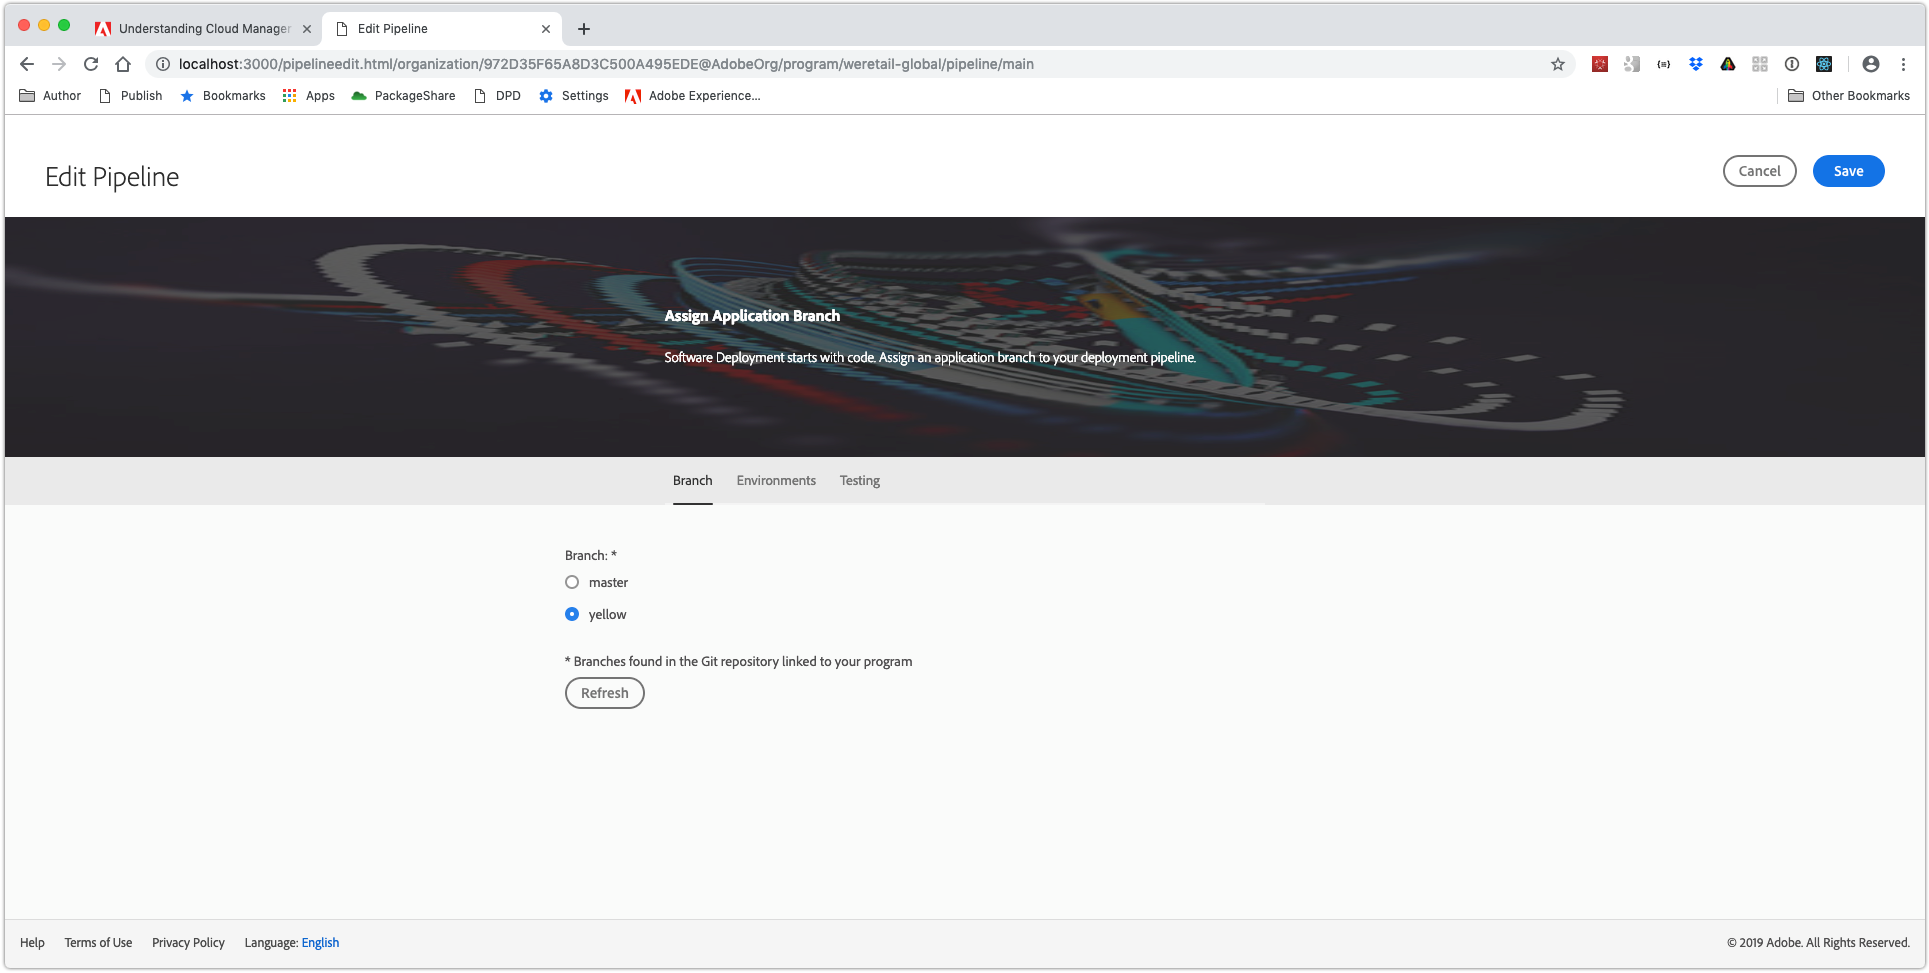 Understanding Cloud Manager
Edit Pipeline
localhost:3000/pipelineedit.html/organization/972D35F65A8D3C500A495EDE@AdobeOrg/program/weretail-global/pipeline/main
Author Publish Bookmarks Apps PackageShare DPD Settings Adobe Experience... Other Bookmarks
Edit Pipeline
Cancel Save
Assign Application Branch
Software Deployment starts with code. Assign an application branch to your deployment pipeline.
Branch Environments Testing
Branch: *
master
yellow
* Branches found in the Git repository linked to your program
Refresh
Help Terms of Use Privacy Policy Language: English © 2019 Adobe. All Rights Reserved.